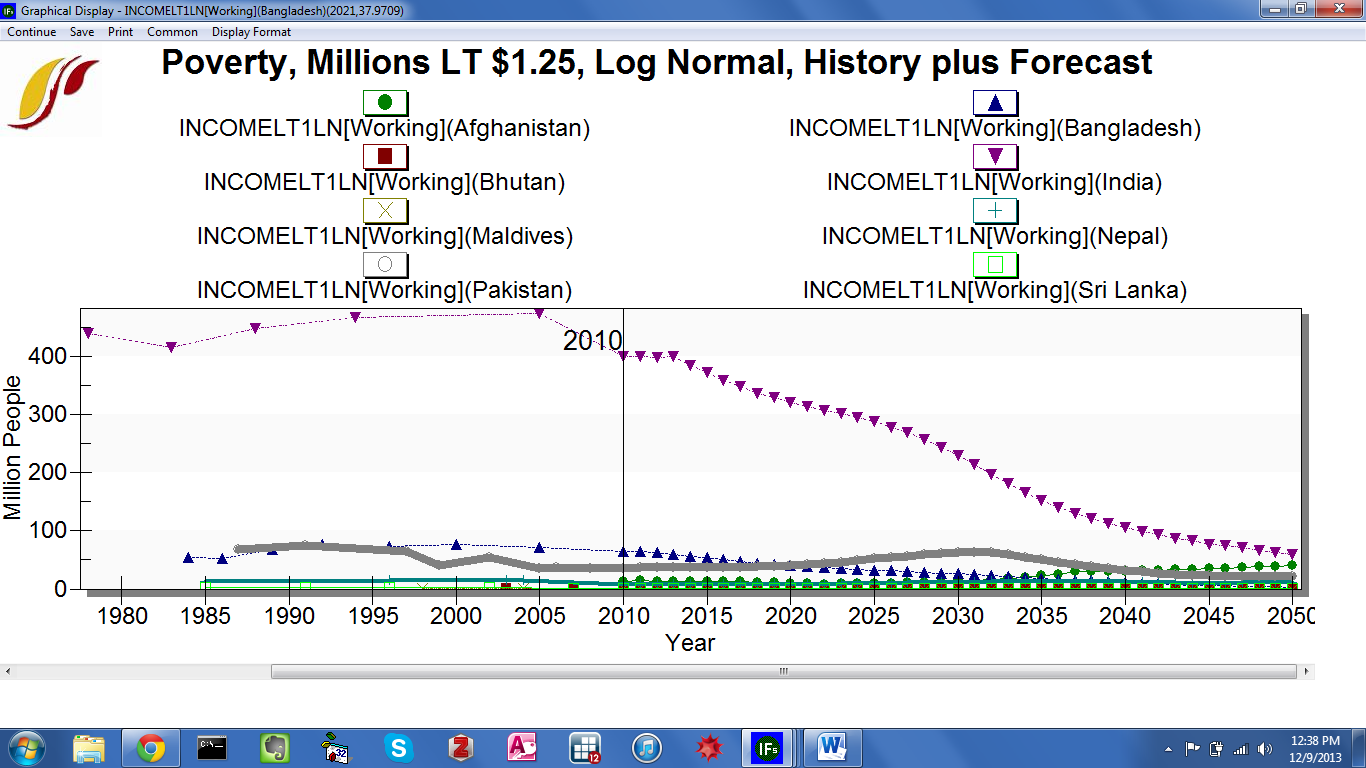 Graphical Display - INCOMELT1LN[Working](Bangladesh)(2021,37.9709)
Continue Save Print Common Display Format
Poverty, Millions LT $1.25, Log Normal, History plus Forecast
INCOMELT1LN[Working](Afghanistan)
INCOMELT1LN[Working](Bangladesh)
INCOMELT1LN[Working](Bhutan)
INCOMELT1LN[Working](India)
INCOMELT1LN[Working](Maldives)
INCOMELT1LN[Working](Nepal)
INCOMELT1LN[Working](Pakistan)
INCOMELT1LN[Working](Sri Lanka)
2010
400
300
200
100
0
Million People
1980 1985 1990 1995 2000 2005 2010 2015 2020 2025 2030 2035 2040 2045 2050
Year
C:\
32
12
IFs
12:38 PM
12/9/2013